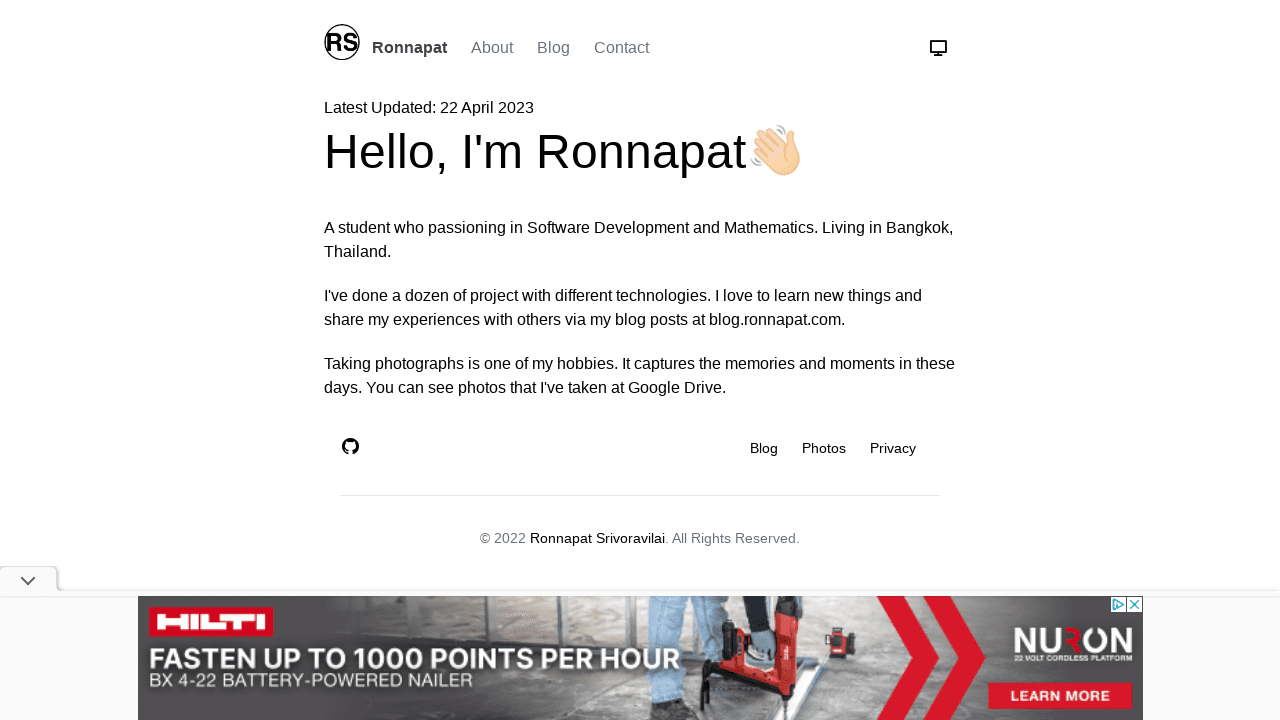 RS
Ronnapat About Blog Contact
Latest Updated: 22 April 2023
Hello, I'm Ronnapat👋🏻
A student who passioning in Software Development and Mathematics. Living in Bangkok,
Thailand.
I've done a dozen of project with different technologies. I love to learn new things and
share my experiences with others via my blog posts at blog.ronnapat.com.
Taking photographs is one of my hobbies. It captures the memories and moments in these
days. You can see photos that I've taken at Google Drive.
Blog Photos Privacy
© 2022 Ronnapat Srivoravilai. All Rights Reserved.
HILTI
FASTEN UP TO 1000 POINTS PER HOUR
BX 4-22 BATTERY-POWERED NAILER
NURON
22 VOLT CORDLESS PLATFORM
LEARN MORE